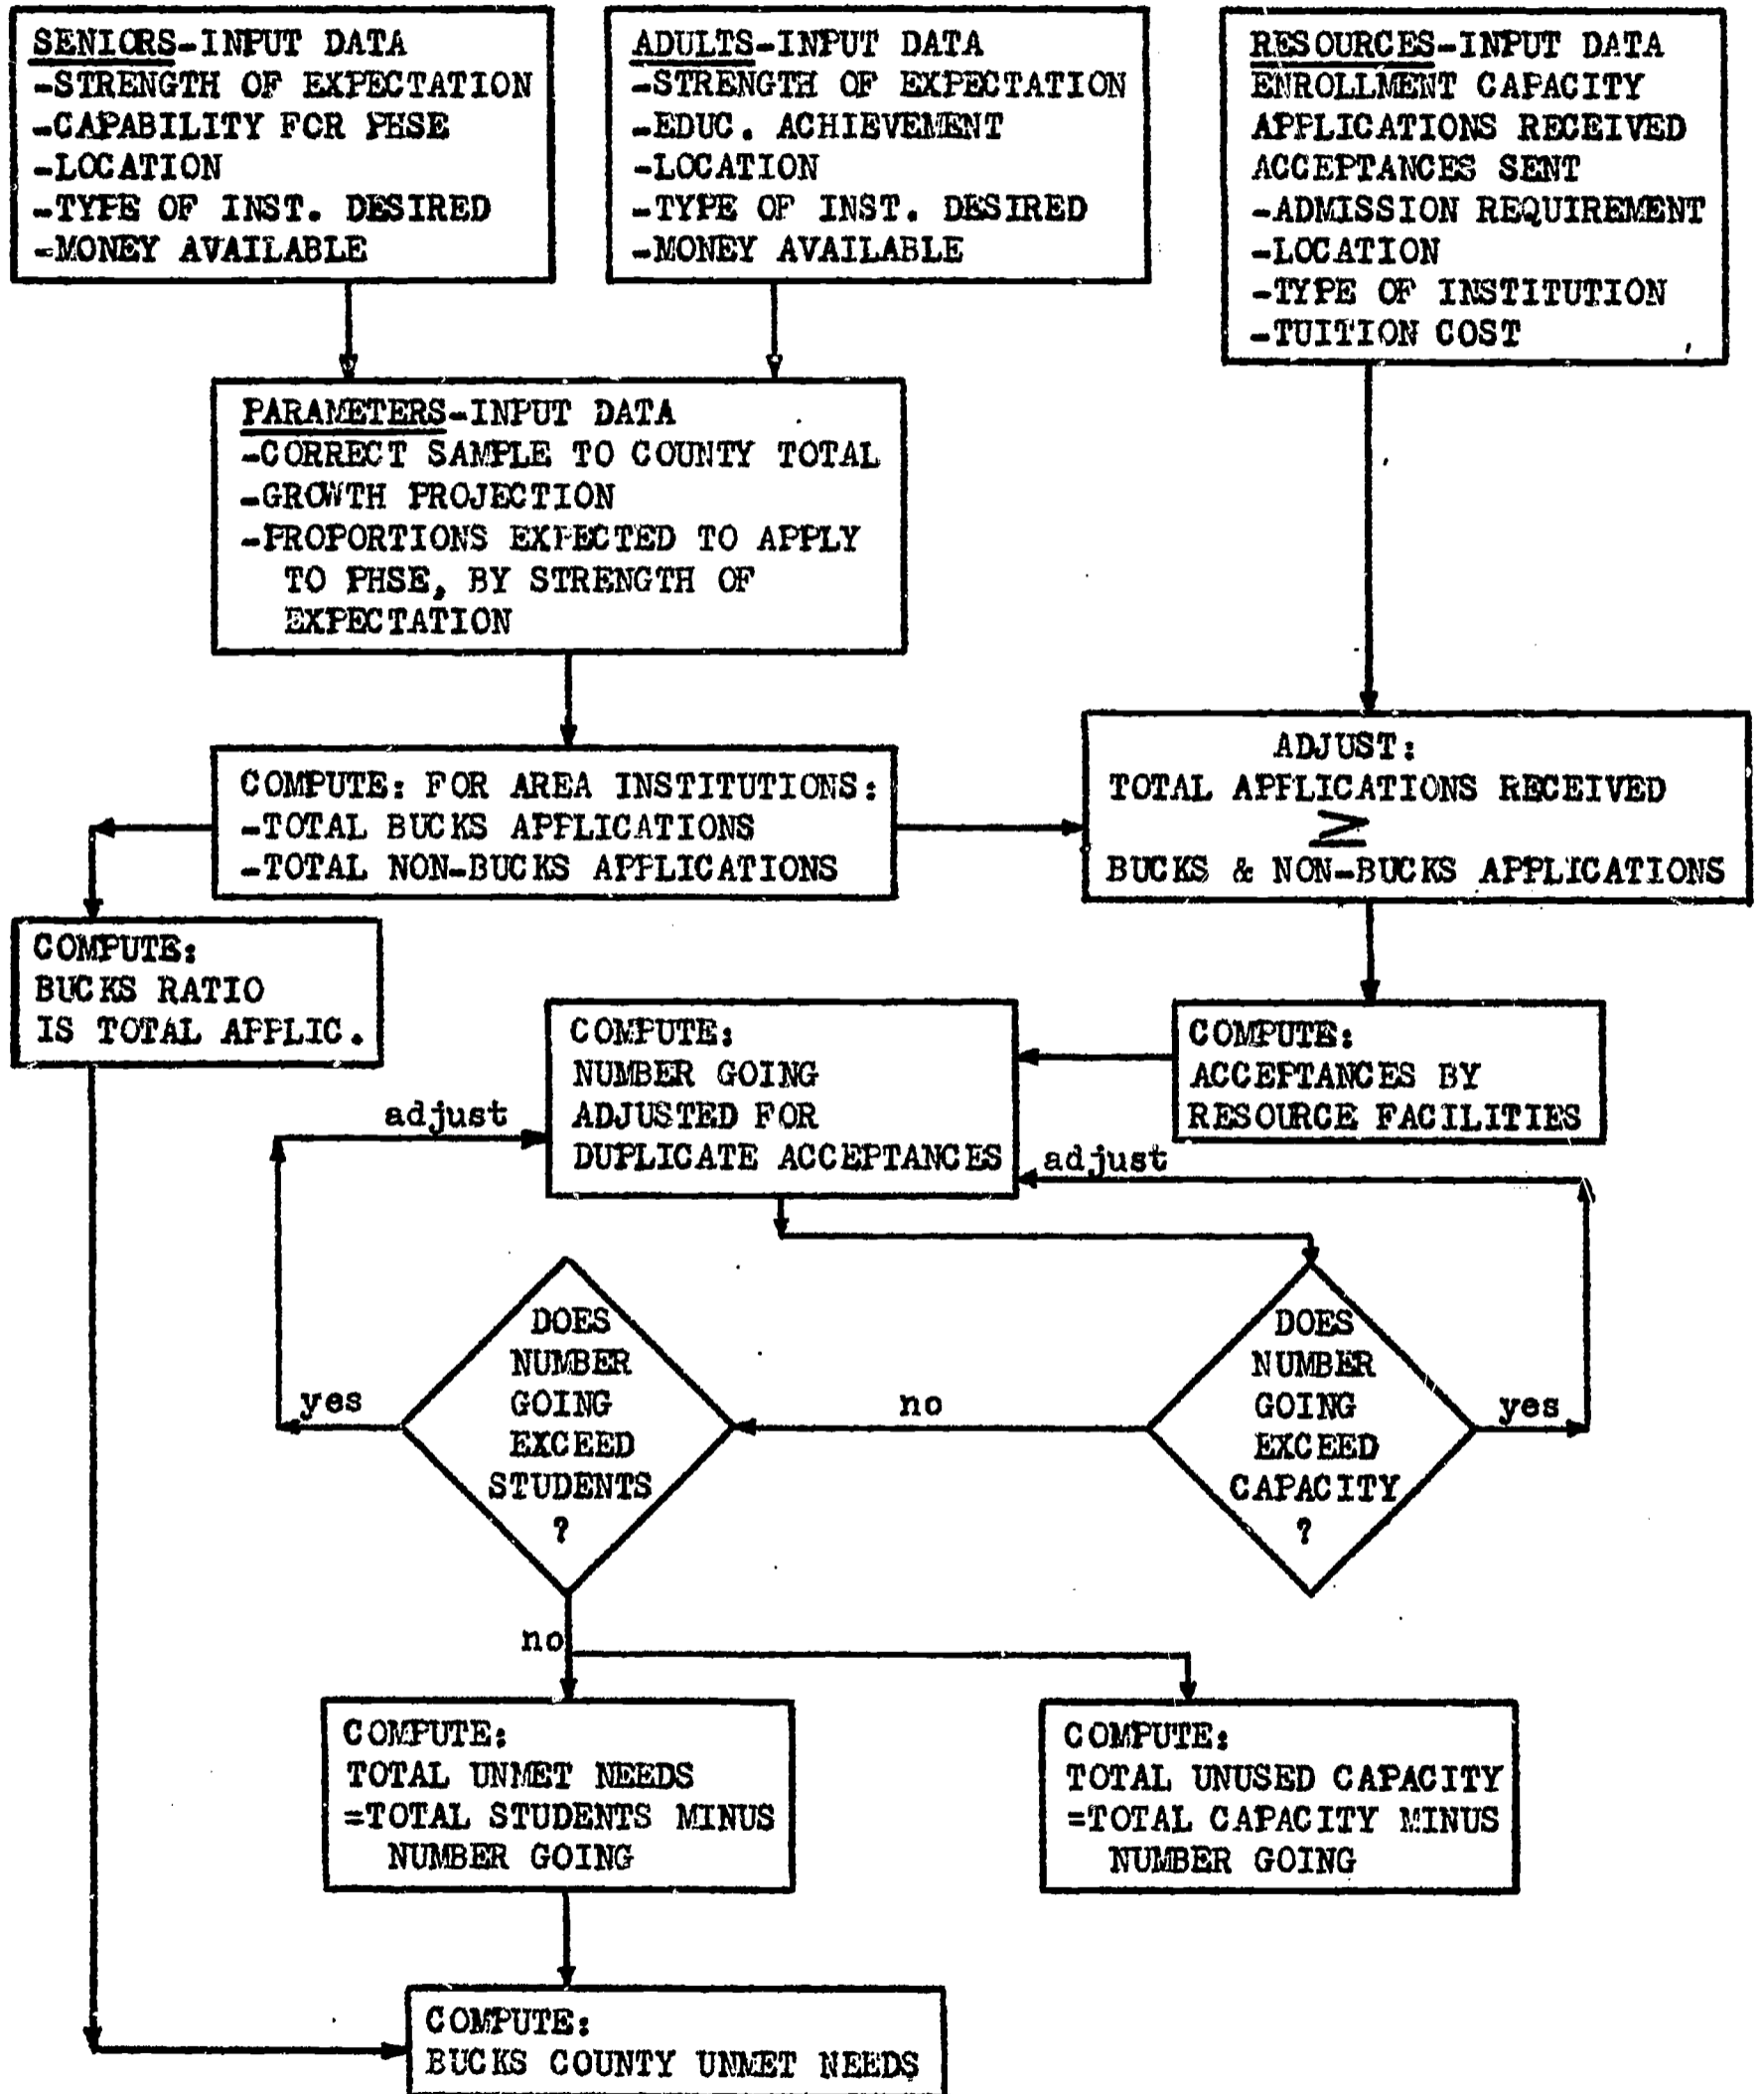 SENIORS-INPUT DATA
-STRENGTH OF EXPECTATION
-CAPABILITY FOR PHSE
-LOCATION
-TYPE OF INST. DESIRED
-MONEY AVAILABLE
ADULTS-INPUT DATA
-STRENGTH OF EXPECTATION
-EDUC. ACHIEVEMENT
-LOCATION
-TYPE OF INST. DESIRED
-MONEY AVAILABLE
RESOURCES-INPUT DATA
ENROLLMENT CAPACITY
APPLICATIONS RECEIVED
ACCEPTANCES SENT
-ADMISSION REQUIREMENT
-LOCATION
-TYPE OF INSTITUTION
-TUITION COST
PARAMETERS-INPUT DATA
-CORRECT SAMPLE TO COUNTY TOTAL
-GROWTH PROJECTION
-PROPORTIONS EXPECTED TO APPLY
TO PHSE, BY STRENGTH OF
EXPECTATION
COMPUTE: FOR AREA INSTITUTIONS:
-TOTAL BUCKS APPLICATIONS
-TOTAL NON-BUCKS APPLICATIONS
ADJUST:
TOTAL APPLICATIONS RECEIVED
≥
BUCKS & NON-BUCKS APPLICATIONS
COMPUTE:
BUCKS RATIO
IS TOTAL APPLIC.
COMPUTE:
NUMBER GOING
ADJUSTED FOR
DUPLICATE ACCEPTANCES
COMPUTE:
ACCEPTANCES BY
RESOURCE FACILITIES
adjust
adjust
DOES
NUMBER
GOING
EXCEED
STUDENTS
?
DOES
NUMBER
GOING
EXCEED
CAPACITY
?
yes
no
yes
no
COMPUTE:
TOTAL UNMET NEEDS
=TOTAL STUDENTS MINUS
NUMBER GOING
COMPUTE:
TOTAL UNUSED CAPACITY
=TOTAL CAPACITY MINUS
NUMBER GOING
COMPUTE:
BUCKS COUNTY UNMET NEEDS